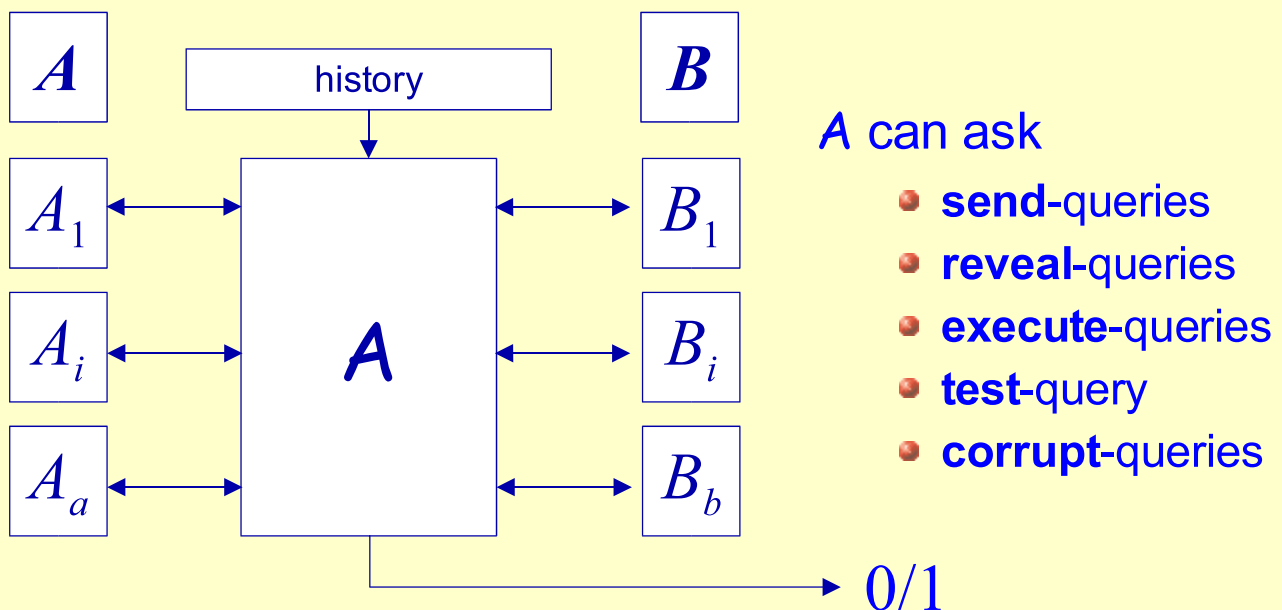 A
history
B
A can ask
A₁
B₁
send-queries
reveal-queries
Aᵢ
A
Bᵢ
execute-queries
test-query
corrupt-queries
Aₐ
B_b
0/1